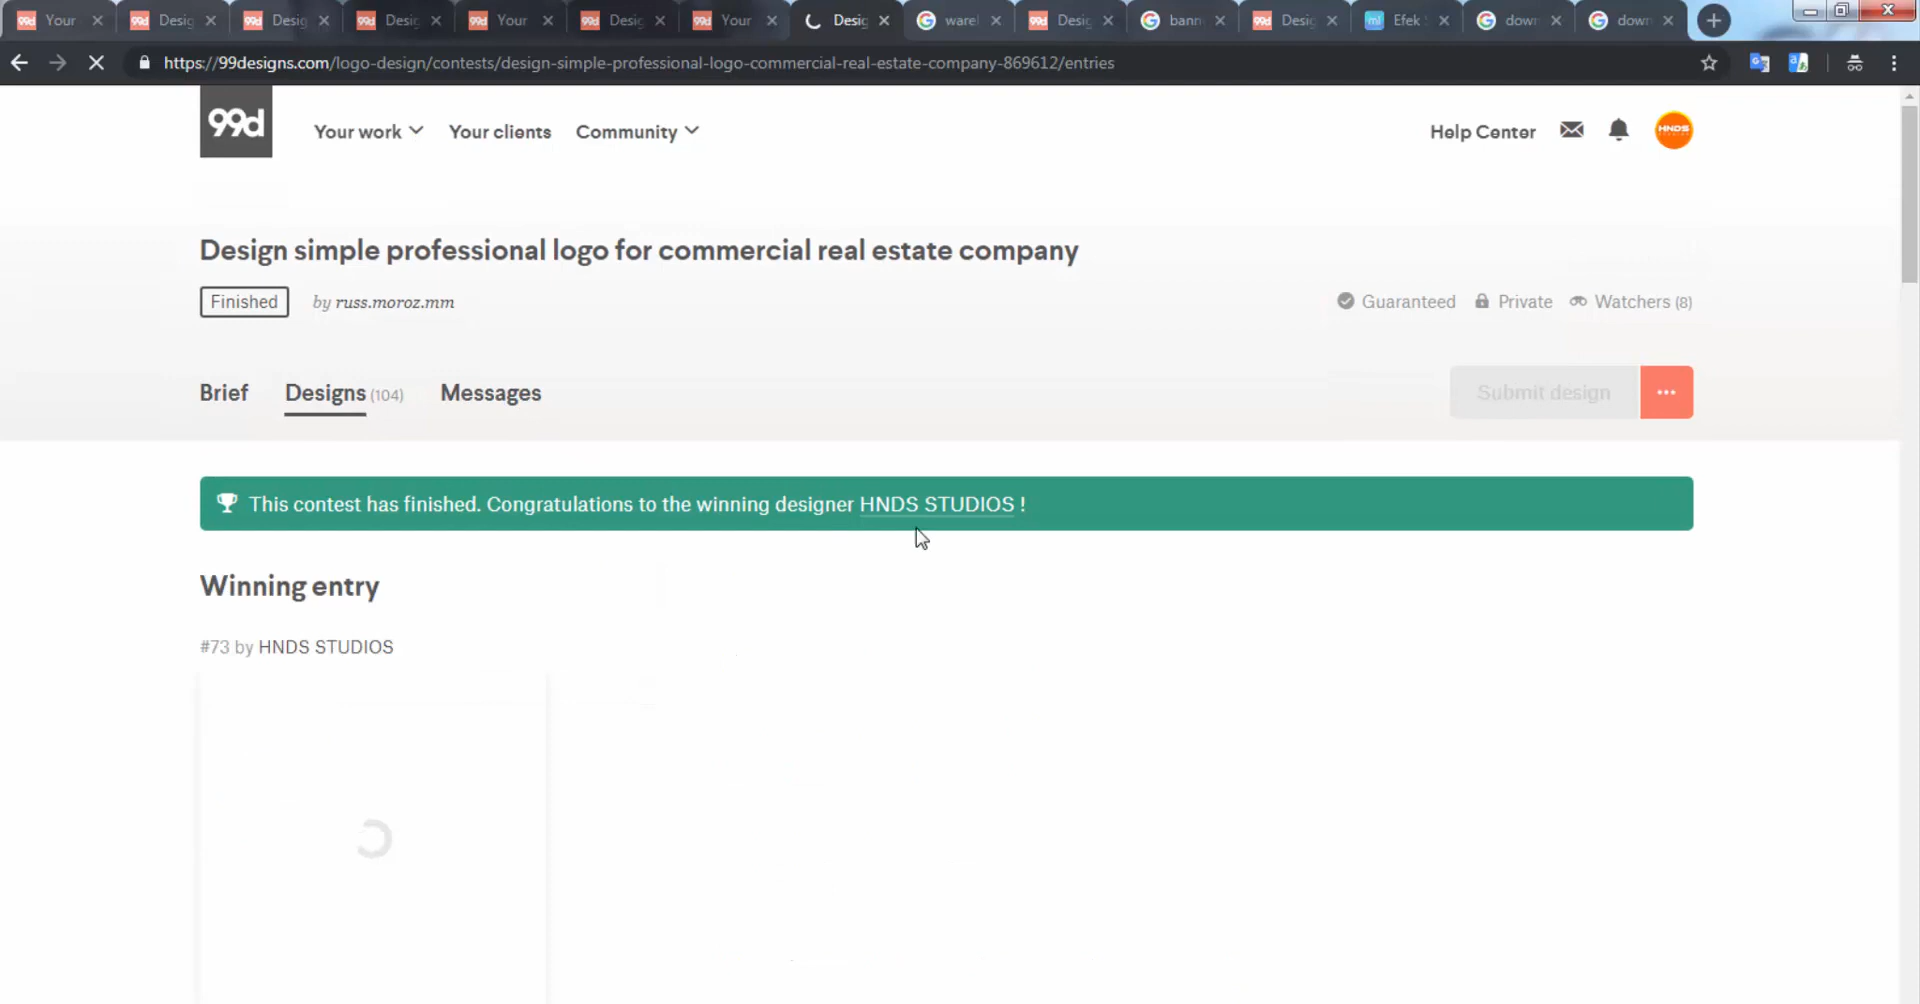 Your
Desig
Desig
Desig
Your
Desig
Your
Desig
wareh
Desig
bann
Desig
Efek
down
down
https://99designs.com/logo-design/contests/design-simple-professional-logo-commercial-real-estate-company-869612/entries
99d
Your work
Your clients
Community
Help Center
HNDS
Design simple professional logo for commercial real estate company
Finished
by russ.moroz.mm
Guaranteed
Private
Watchers (8)
Brief
Designs (104)
Messages
Submit design
This contest has finished. Congratulations to the winning designer HNDS STUDIOS !
Winning entry
#73 by HNDS STUDIOS